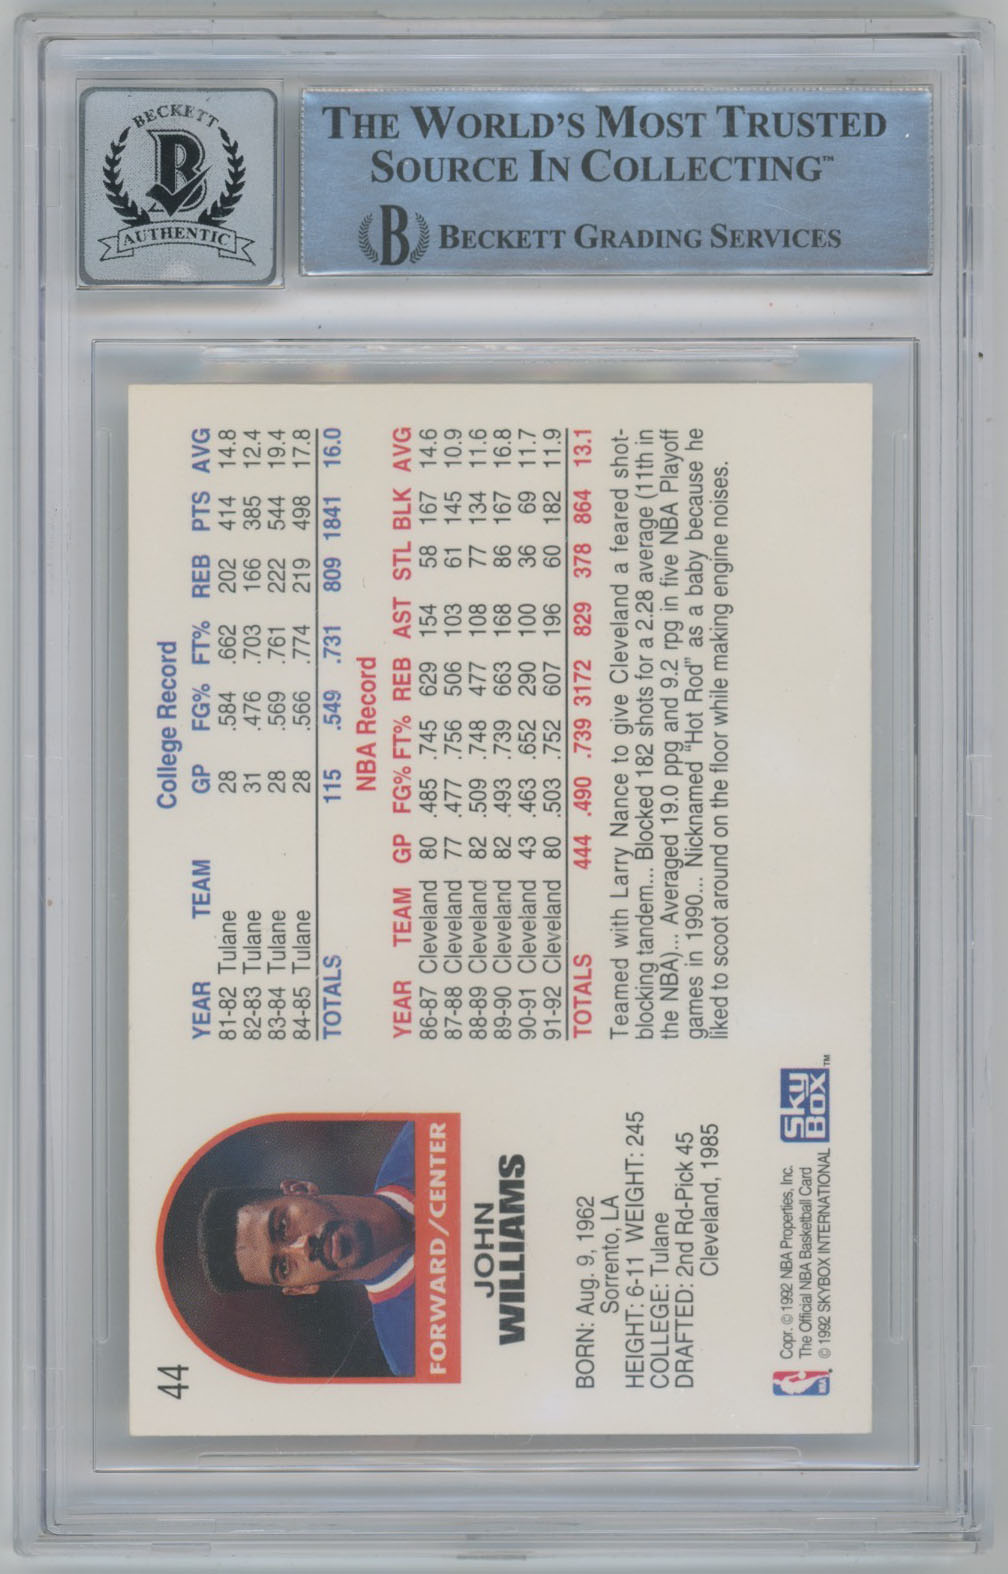 BECKETT
B
AUTHENTIC
THE WORLD'S MOST TRUSTED
SOURCE IN COLLECTING™
B BECKETT GRADING SERVICES
44
FORWARD/CENTER
JOHN
WILLIAMS
BORN: Aug. 9, 1962
Sorrento, LA
HEIGHT: 6-11 WEIGHT: 245
COLLEGE: Tulane
DRAFTED: 2nd Rd-Pick 45
Cleveland, 1985
NBA
Copr. © 1992 NBA Properties, Inc.
The Official NBA Basketball Card
© 1992 SKYBOX INTERNATIONAL
SkyBox™
College Record
YEAR TEAM GP FG% FT% REB PTS AVG
81-82 Tulane 28 .584 .662 202 414 14.8
82-83 Tulane 31 .476 .703 166 385 12.4
83-84 Tulane 28 .569 .761 222 544 19.4
84-85 Tulane 28 .566 .774 219 498 17.8
TOTALS 115 .549 .731 809 1841 16.0
NBA Record
YEAR TEAM GP FG% FT% REB AST STL BLK AVG
86-87 Cleveland 80 .485 .745 629 154 58 167 14.6
87-88 Cleveland 77 .477 .756 506 103 61 145 10.9
88-89 Cleveland 82 .509 .748 477 108 77 134 11.6
89-90 Cleveland 82 .493 .739 663 168 86 167 16.8
90-91 Cleveland 43 .463 .652 290 100 36 69 11.7
91-92 Cleveland 80 .503 .752 607 196 60 182 11.9
TOTALS 444 .490 .739 3172 829 378 864 13.1
Teamed with Larry Nance to give Cleveland a feared shot-
blocking tandem... Blocked 182 shots for a 2.28 average (11th in
the NBA)... Averaged 19.0 ppg and 9.2 rpg in five NBA Playoff
games in 1990... Nicknamed "Hot Rod" as a baby because he
liked to scoot around on the floor while making engine noises.